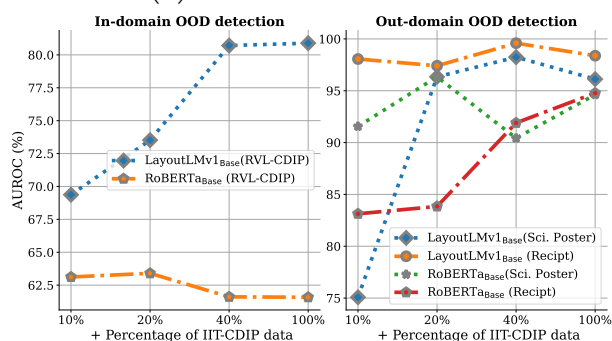 In-domain OOD detection
AUROC (%)
80.0
77.5
75.0
72.5
70.0
67.5
65.0
62.5
LayoutLMv1Base(RVL-CDIP)
RoBERTaBase (RVL-CDIP)
10% 20% 40% 100%
+ Percentage of IIT-CDIP data
Out-domain OOD detection
100
95
90
85
80
75
LayoutLMv1Base(Sci. Poster)
LayoutLMv1Base (Recipt)
RoBERTaBase(Sci. Poster)
RoBERTaBase (Recipt)
10% 20% 40% 100%
+ Percentage of IIT-CDIP data